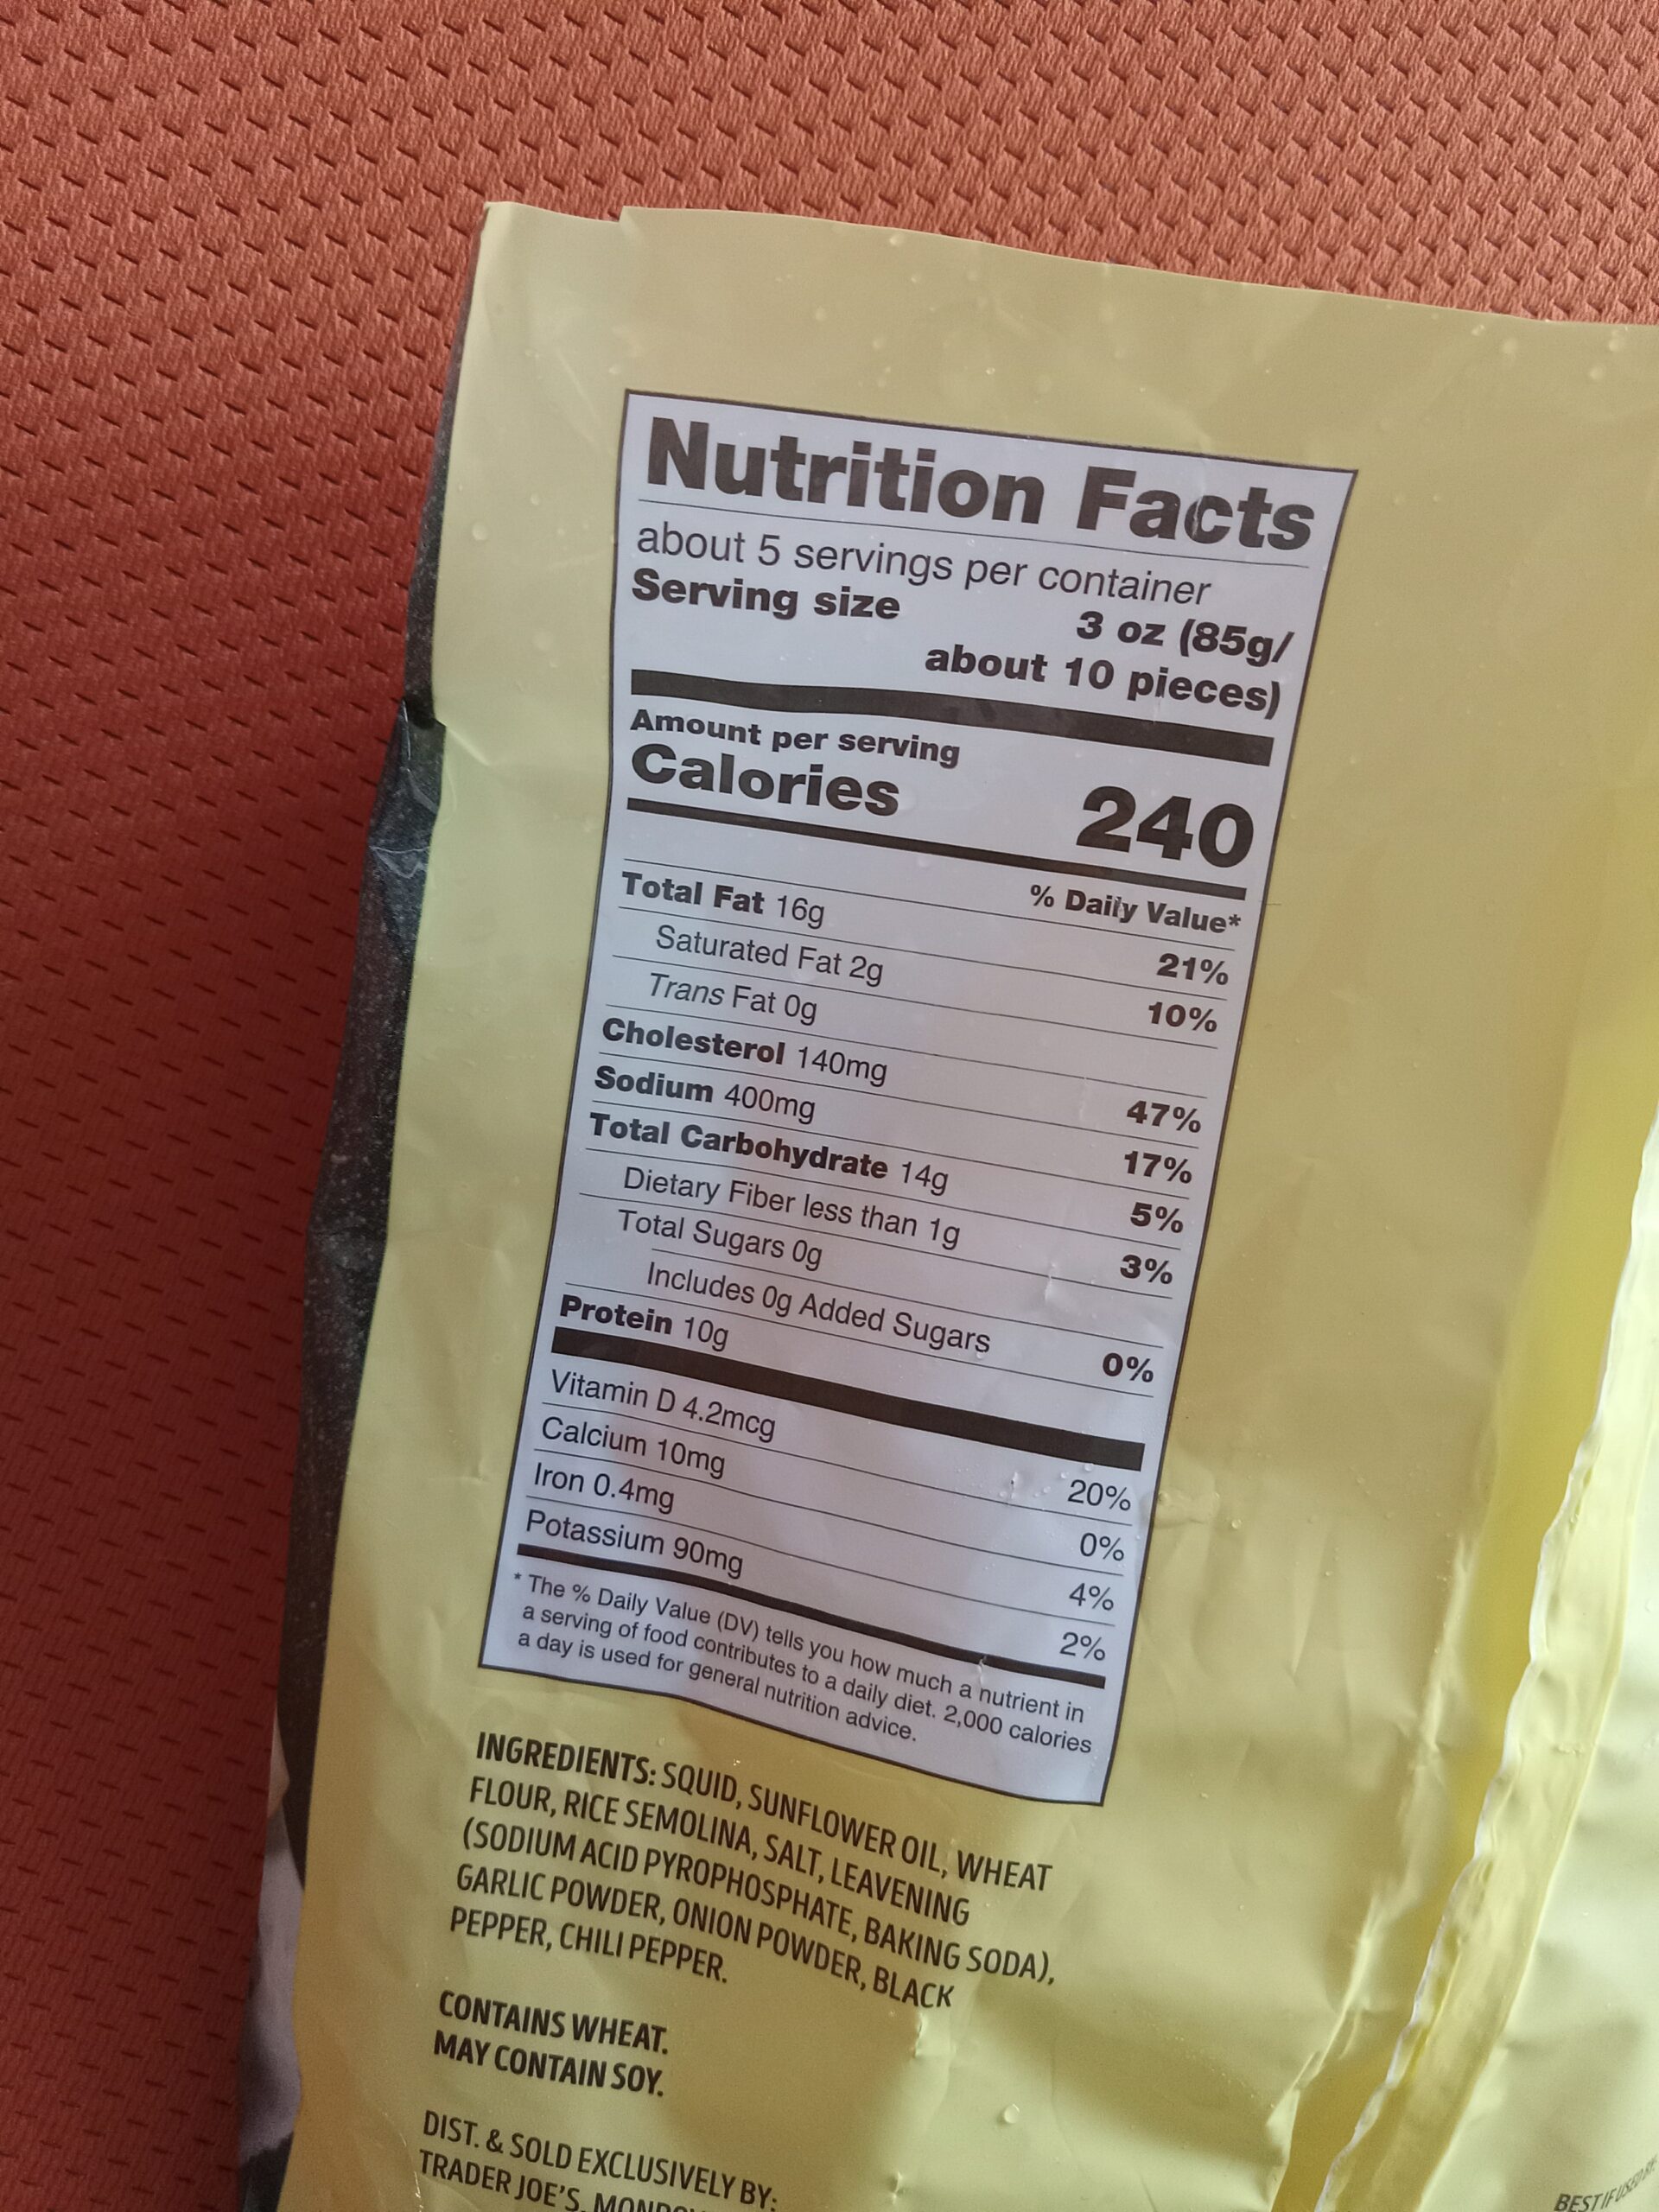 Nutrition Facts
about 5 servings per container
Serving size 3 oz (85g/
about 10 pieces)
Amount per serving
Calories 240
% Daily Value*
Total Fat 16g 21%
Saturated Fat 2g 10%
Trans Fat 0g
Cholesterol 140mg 47%
Sodium 400mg 17%
Total Carbohydrate 14g 5%
Dietary Fiber less than 1g 3%
Total Sugars 0g
Includes 0g Added Sugars 0%
Protein 10g
Vitamin D 4.2mcg 20%
Calcium 10mg 0%
Iron 0.4mg 4%
Potassium 90mg 2%
* The % Daily Value (DV) tells you how much a nutrient in
a serving of food contributes to a daily diet. 2,000 calories
a day is used for general nutrition advice.
INGREDIENTS: SQUID, SUNFLOWER OIL, WHEAT
FLOUR, RICE SEMOLINA, SALT, LEAVENING
(SODIUM ACID PYROPHOSPHATE, BAKING SODA),
GARLIC POWDER, ONION POWDER, BLACK
PEPPER, CHILI PEPPER.
CONTAINS WHEAT.
MAY CONTAIN SOY.
DIST. & SOLD EXCLUSIVELY BY:
TRADER JOE'S,
BEST IF USED BY: